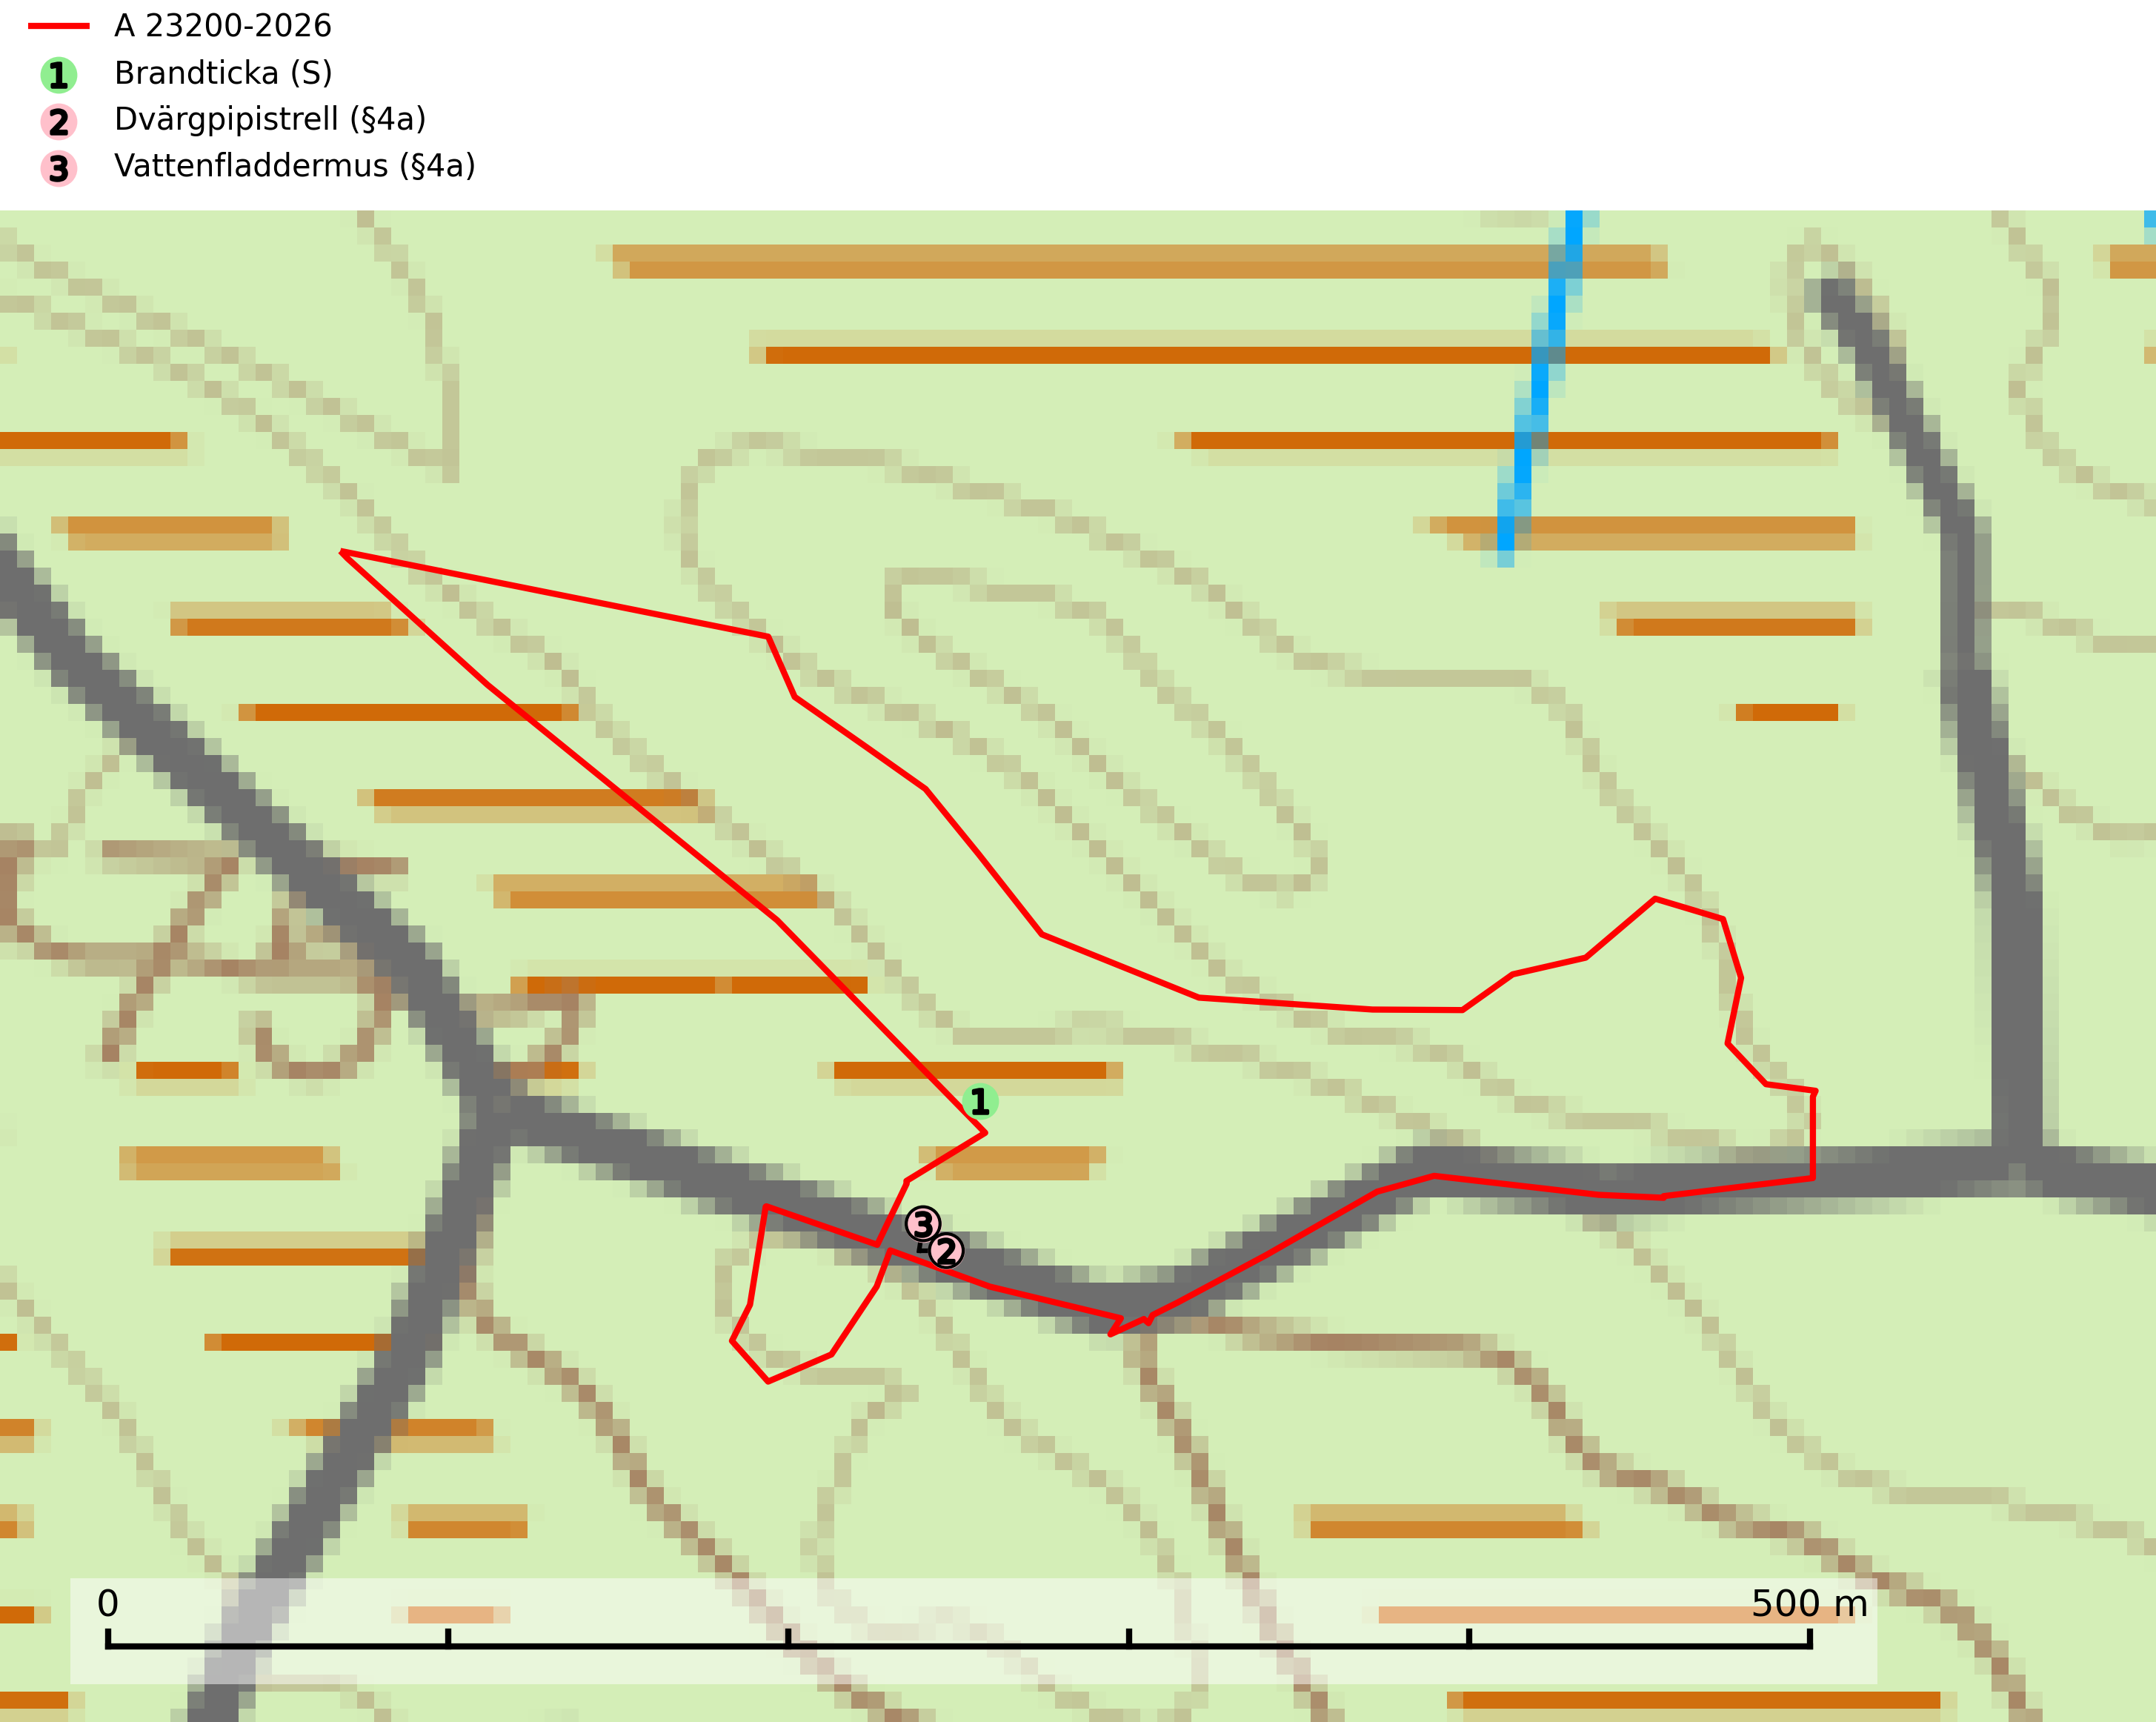 A 23200-2026
1 Brandticka (S)
2 Dvärgpipistrell (§4a)
3 Vattenfladdermus (§4a)
1
3
2
0 500 m